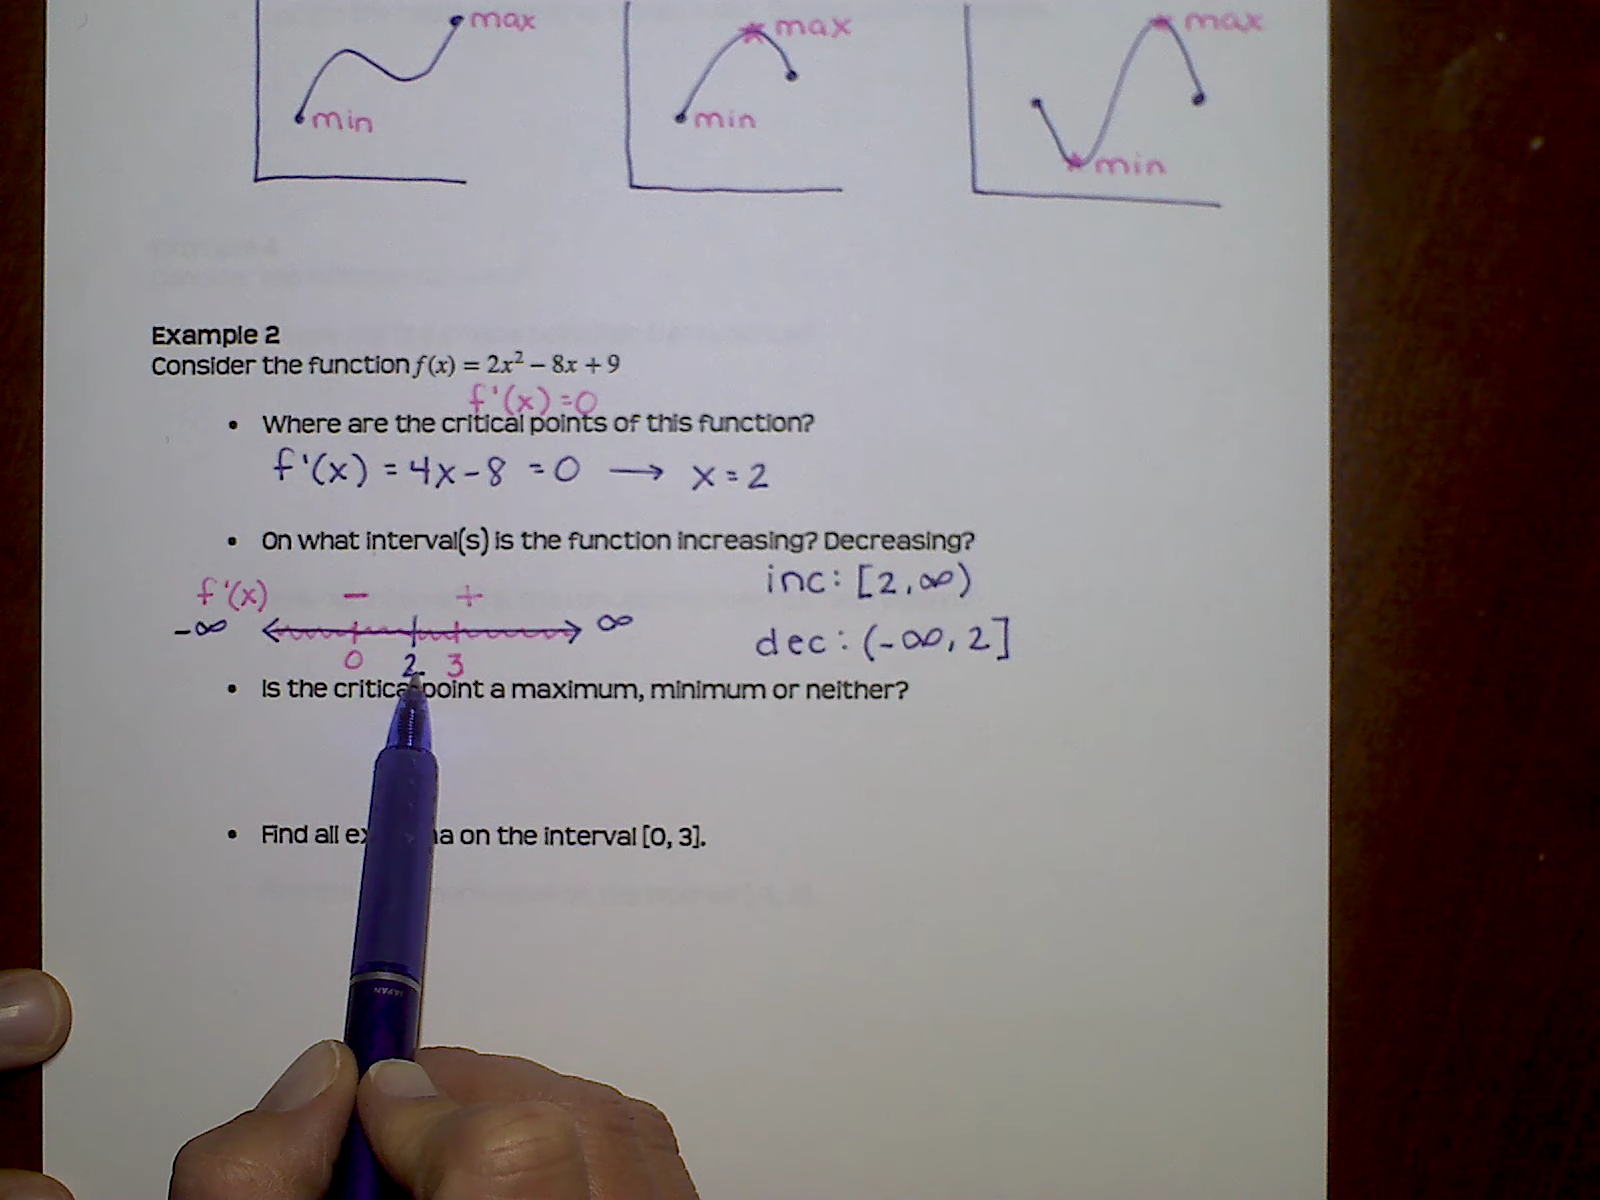 max
max
max
min
min
min
Example 2
Consider the function f(x) = 2x² – 8x + 9
f'(x) = 0
• Where are the critical points of this function?
f'(x) = 4x - 8 = 0 → x = 2
• On what interval(s) is the function increasing? Decreasing?
inc: [2, ∞)
f'(x) − +
-∞ ∞
dec: (-∞, 2]
0 2 3
• Is the critical point a maximum, minimum or neither?
• Find all on the interval [0, 3].
JAPAN